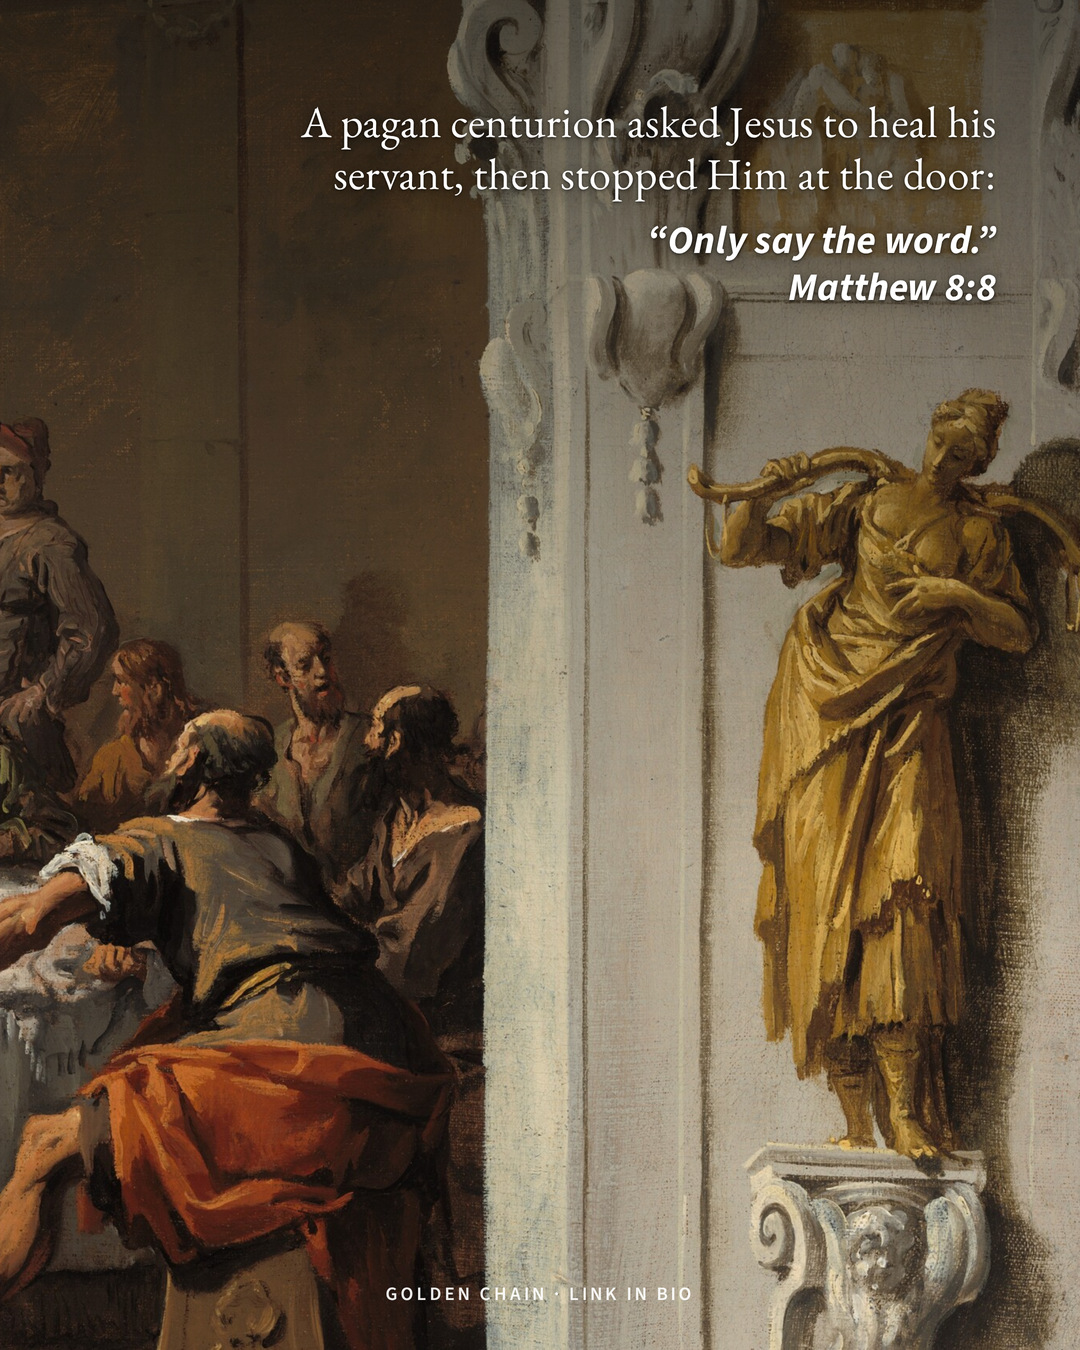 A pagan centurion asked Jesus to heal his
servant, then stopped Him at the door:
“Only say the word.”
Matthew 8:8
GOLDEN CHAIN · LINK IN BIO